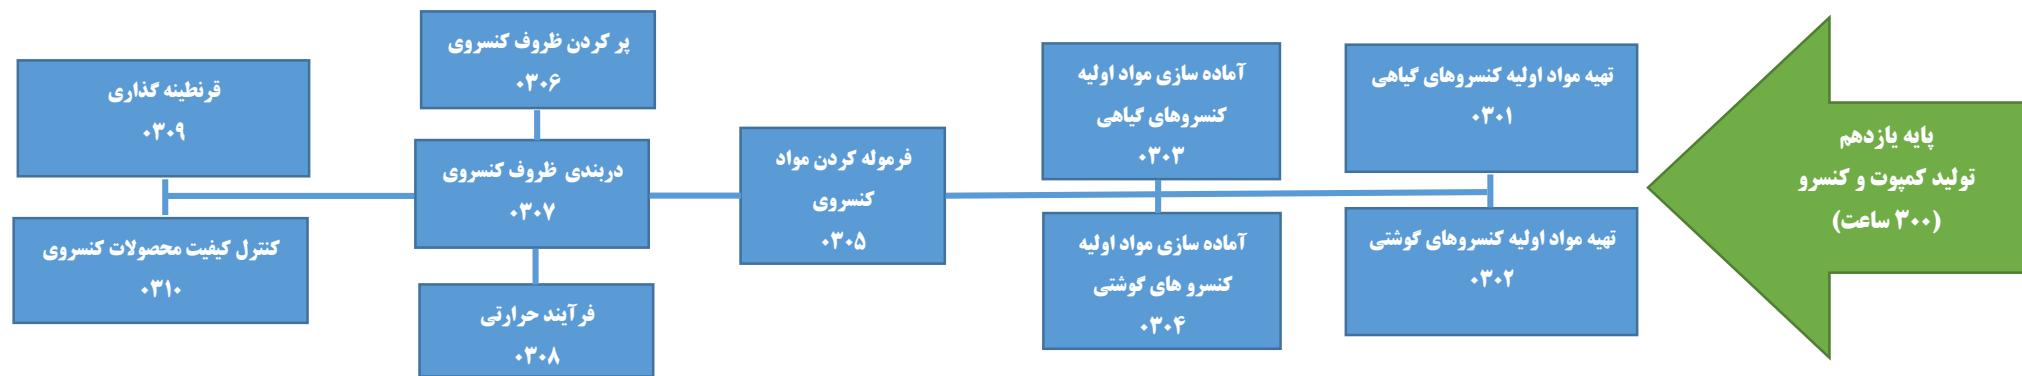 پایه یازدهم
تولید کمپوت و کنسرو
(۳۰۰ ساعت)
تهیه مواد اولیه کنسروهای گیاهی
۰۳۰۱
تهیه مواد اولیه کنسروهای گوشتی
۰۳۰۲
آماده سازی مواد اولیه
کنسروهای گیاهی
۰۳۰۳
آماده سازی مواد اولیه
کنسرو های گوشتی
۰۳۰۴
فرموله کردن مواد
کنسروی
۰۳۰۵
پر کردن ظروف کنسروی
۰۳۰۶
دربندی ظروف کنسروی
۰۳۰۷
فرآیند حرارتی
۰۳۰۸
قرنطینه گذاری
۰۳۰۹
کنترل کیفیت محصولات کنسروی
۰۳۱۰